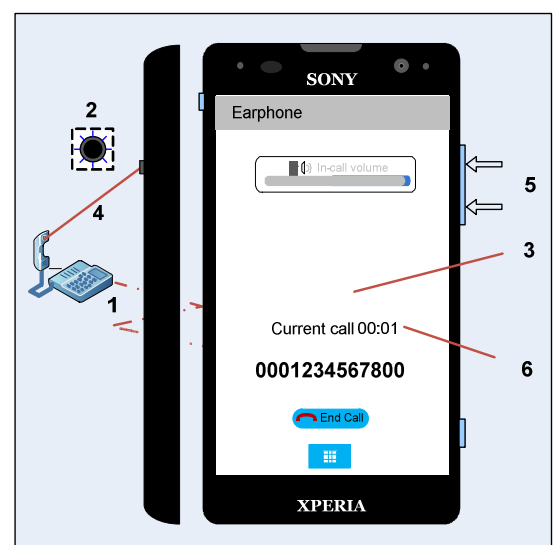 SONY
Earphone
2
In-call volume
4
5
3
1
Current call 00:01
0001234567800
6
End Call
XPERIA